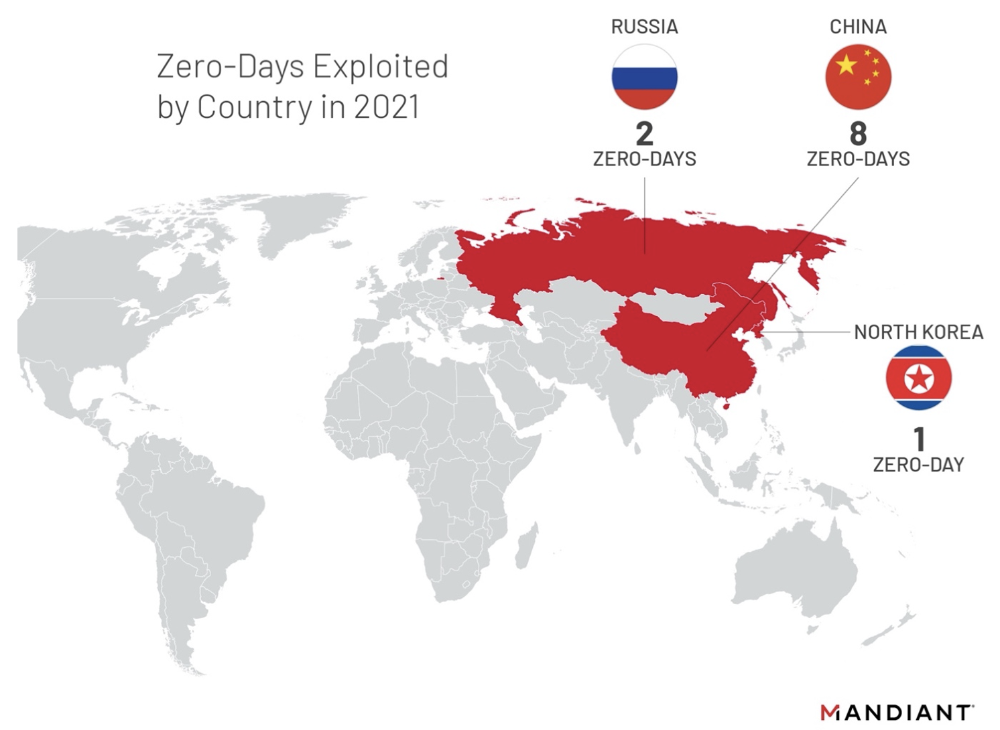 Zero-Days Exploited
by Country in 2021
RUSSIA
2
ZERO-DAYS
CHINA
8
ZERO-DAYS
NORTH KOREA
1
ZERO-DAY
MANDIANT